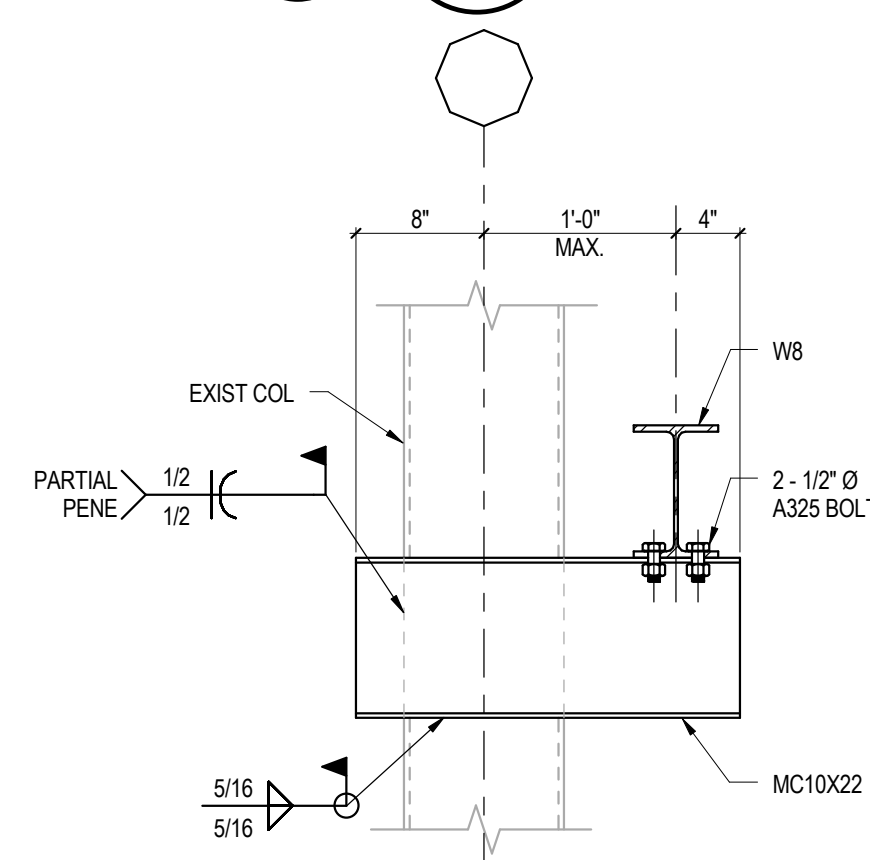 8"
1'-0"
4"
MAX.
W8
EXIST COL
PARTIAL
PENE
1/2
1/2
2 - 1/2" Ø
A325 BOLT
5/16
5/16
MC10X22